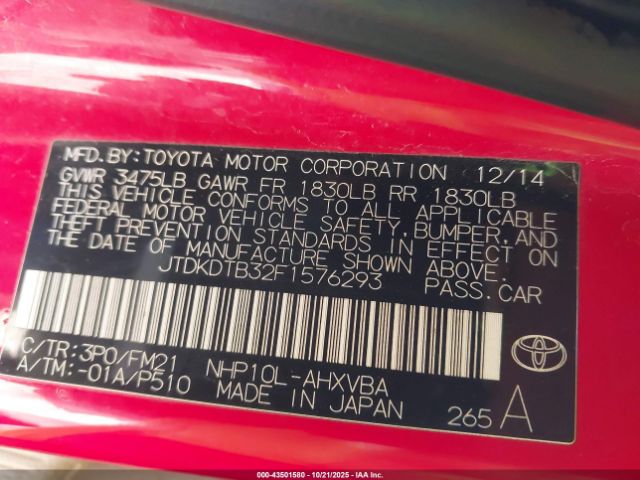 MFD.BY:TOYOTA MOTOR CORPORATION 12/14
GVWR 3475LB GAWR FR 1830LB RR 1830LB
THIS VEHICLE CONFORMS TO ALL APPLICABLE
FEDERAL MOTOR VEHICLE SAFETY,BUMPER,AND
THEFT PREVENTION STANDARDS IN EFFECT ON
THE DATE OF MANUFACTURE SHOWN ABOVE.
JTDKDTB32F1576293 PASS.CAR
C/TR:3P0/FM21 NHP10L-AHXVBA
A/TM:-01A/P510 MADE IN JAPAN
265 A
TOYOTA
000-43501580 - 10/21/2025 - IAA Inc.